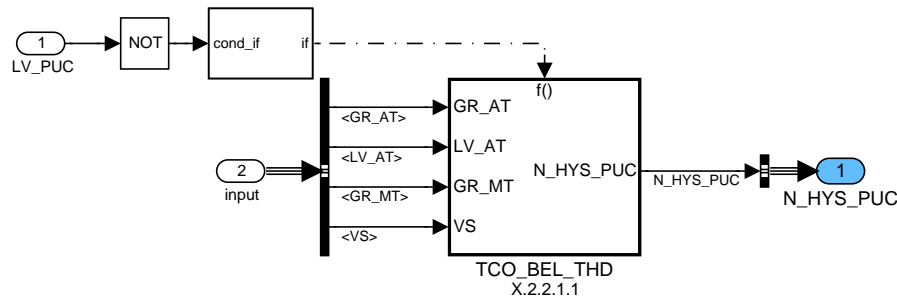 1
LV_PUC
NOT
cond_if
if
f()
2
input
<GR_AT>
<LV_AT>
<GR_MT>
<VS>
GR_AT
LV_AT
GR_MT
VS
N_HYS_PUC
TCO_BEL_THD
X.2.2.1.1
N_HYS_PUC
1
N_HYS_PUC